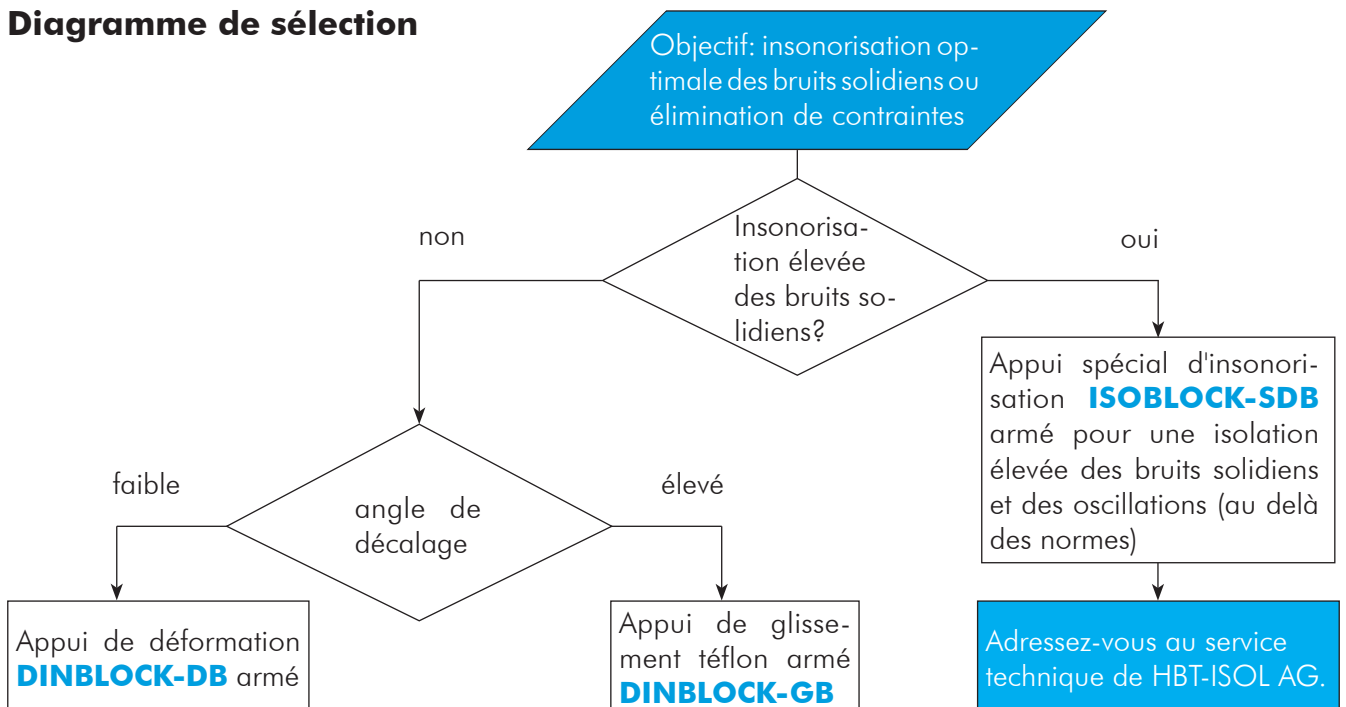 Diagramme de sélection
Objectif: insonorisation op-
timale des bruits solidiens ou
élimination de contraintes
Insonorisa-
tion élevée
des bruits so-
lidiens?
non
oui
Appui spécial d'insonori-
sation ISOBLOCK-SDB
armé pour une isolation
élevée des bruits solidiens
et des oscillations (au delà
des normes)
faible
angle de
décalage
élevé
Appui de déformation
DINBLOCK-DB armé
Appui de glisse-
ment téflon armé
DINBLOCK-GB
Adressez-vous au service
technique de HBT-ISOL AG.